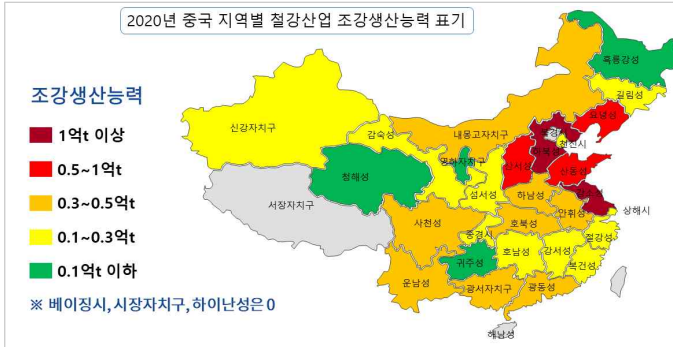 2020년 중국 지역별 철강산업 조강생산능력 표기
조강생산능력
1억t 이상
0.5~1억t
0.3~0.5억t
0.1~0.3억t
0.1억t 이하
※ 베이징시, 시장자치구, 하이난성은 0
흑룡강성
길림성
요녕성
신강자치구
감숙성
내몽고자치구
천진시
하북성
청해성
영하자치구
산서성
산동성
서장자치구
섬서성
하남성
강소성
안휘성
상해시
사천성
중경시
호북성
절강성
귀주성
호남성
강서성
복건성
운남성
광서자치구
광동성
해남성